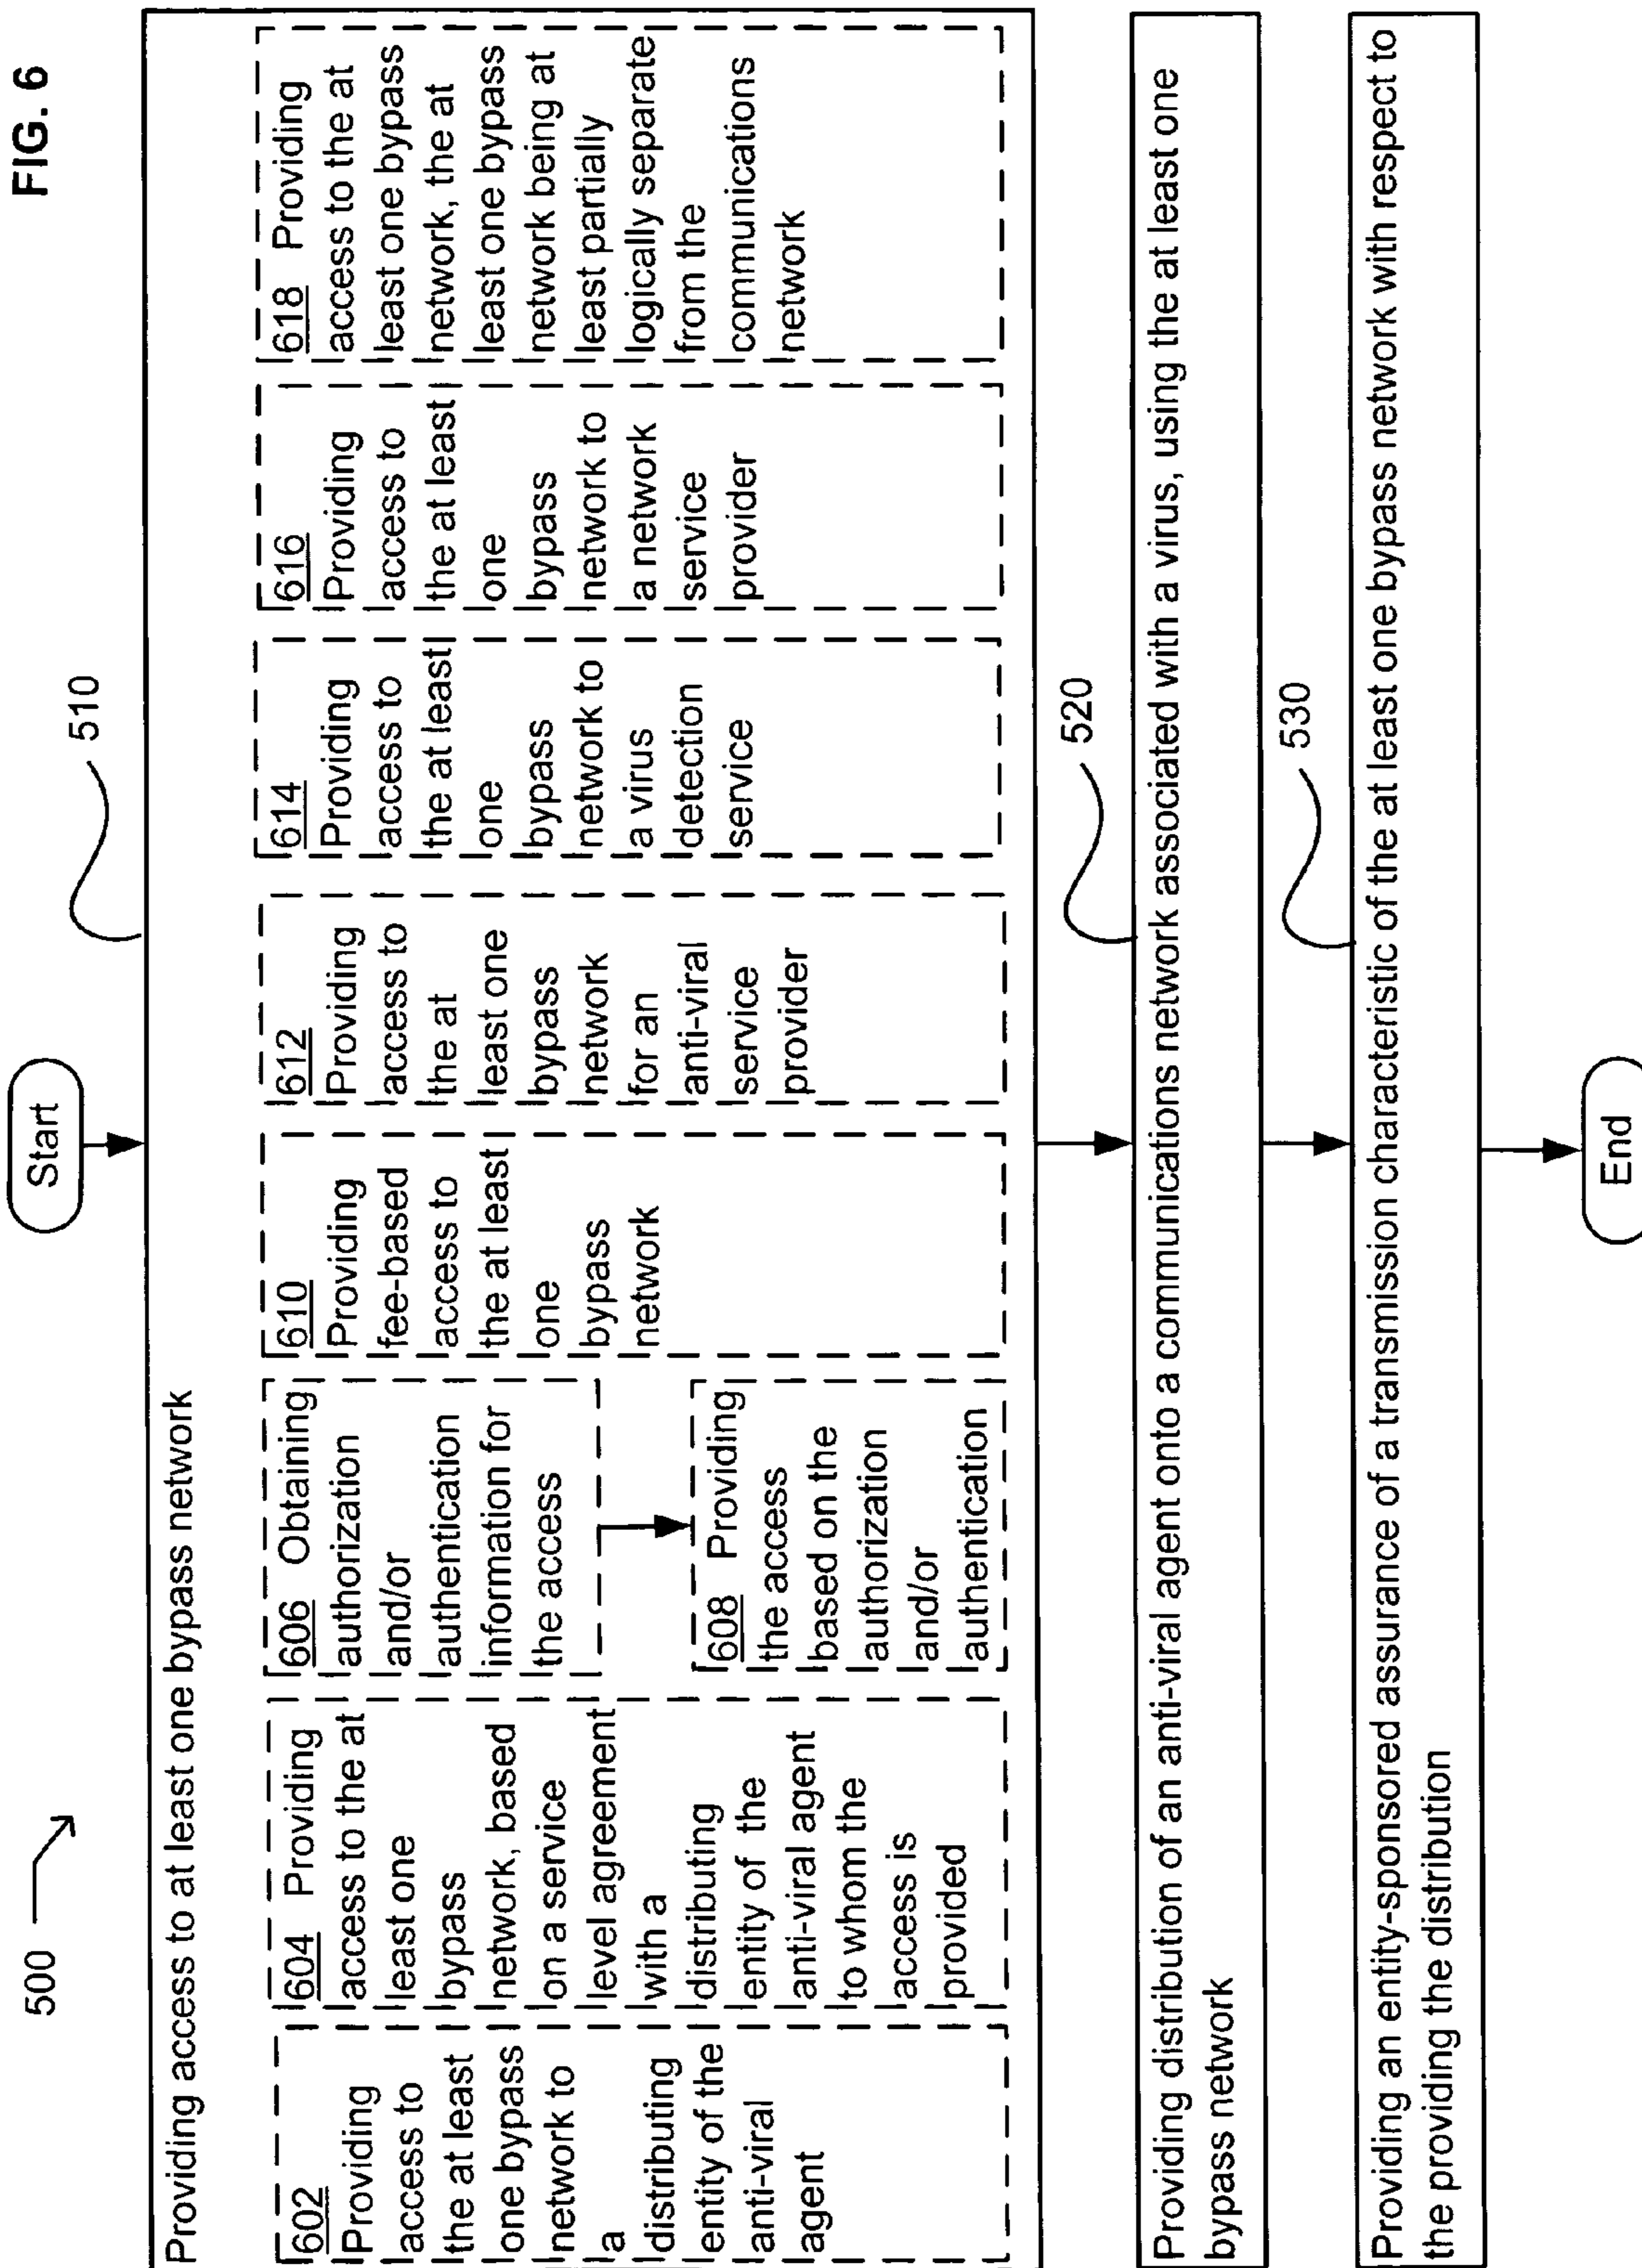 FIG. 6
500
Start
510
Providing access to at least one bypass network
602 Providing
access to
the at least
one bypass
network to
a
distributing
entity of the
anti-viral
agent
604 Providing
access to the at
least one
bypass
network, based
on a service
level agreement
with a
distributing
entity of the
anti-viral agent
to whom the
access is
provided
606 Obtaining
authorization
and/or
authentication
information for
the access
608 Providing
the access
based on the
authorization
and/or
authentication
610
Providing
fee-based
access to
the at least
one
bypass
network
612
Providing
access to
the at
least one
bypass
network
for an
anti-viral
service
provider
614
Providing
access to
the at least
one
bypass
network to
a virus
detection
service
616
Providing
access to
the at least
one
bypass
network to
a network
service
provider
618 Providing
access to the at
least one bypass
network, the at
least one bypass
network being at
least partially
logically separate
from the
communications
network
520
Providing distribution of an anti-viral agent onto a communications network associated with a virus, using the at least one
bypass network
530
Providing an entity-sponsored assurance of a transmission characteristic of the at least one bypass network with respect to
the providing the distribution
End